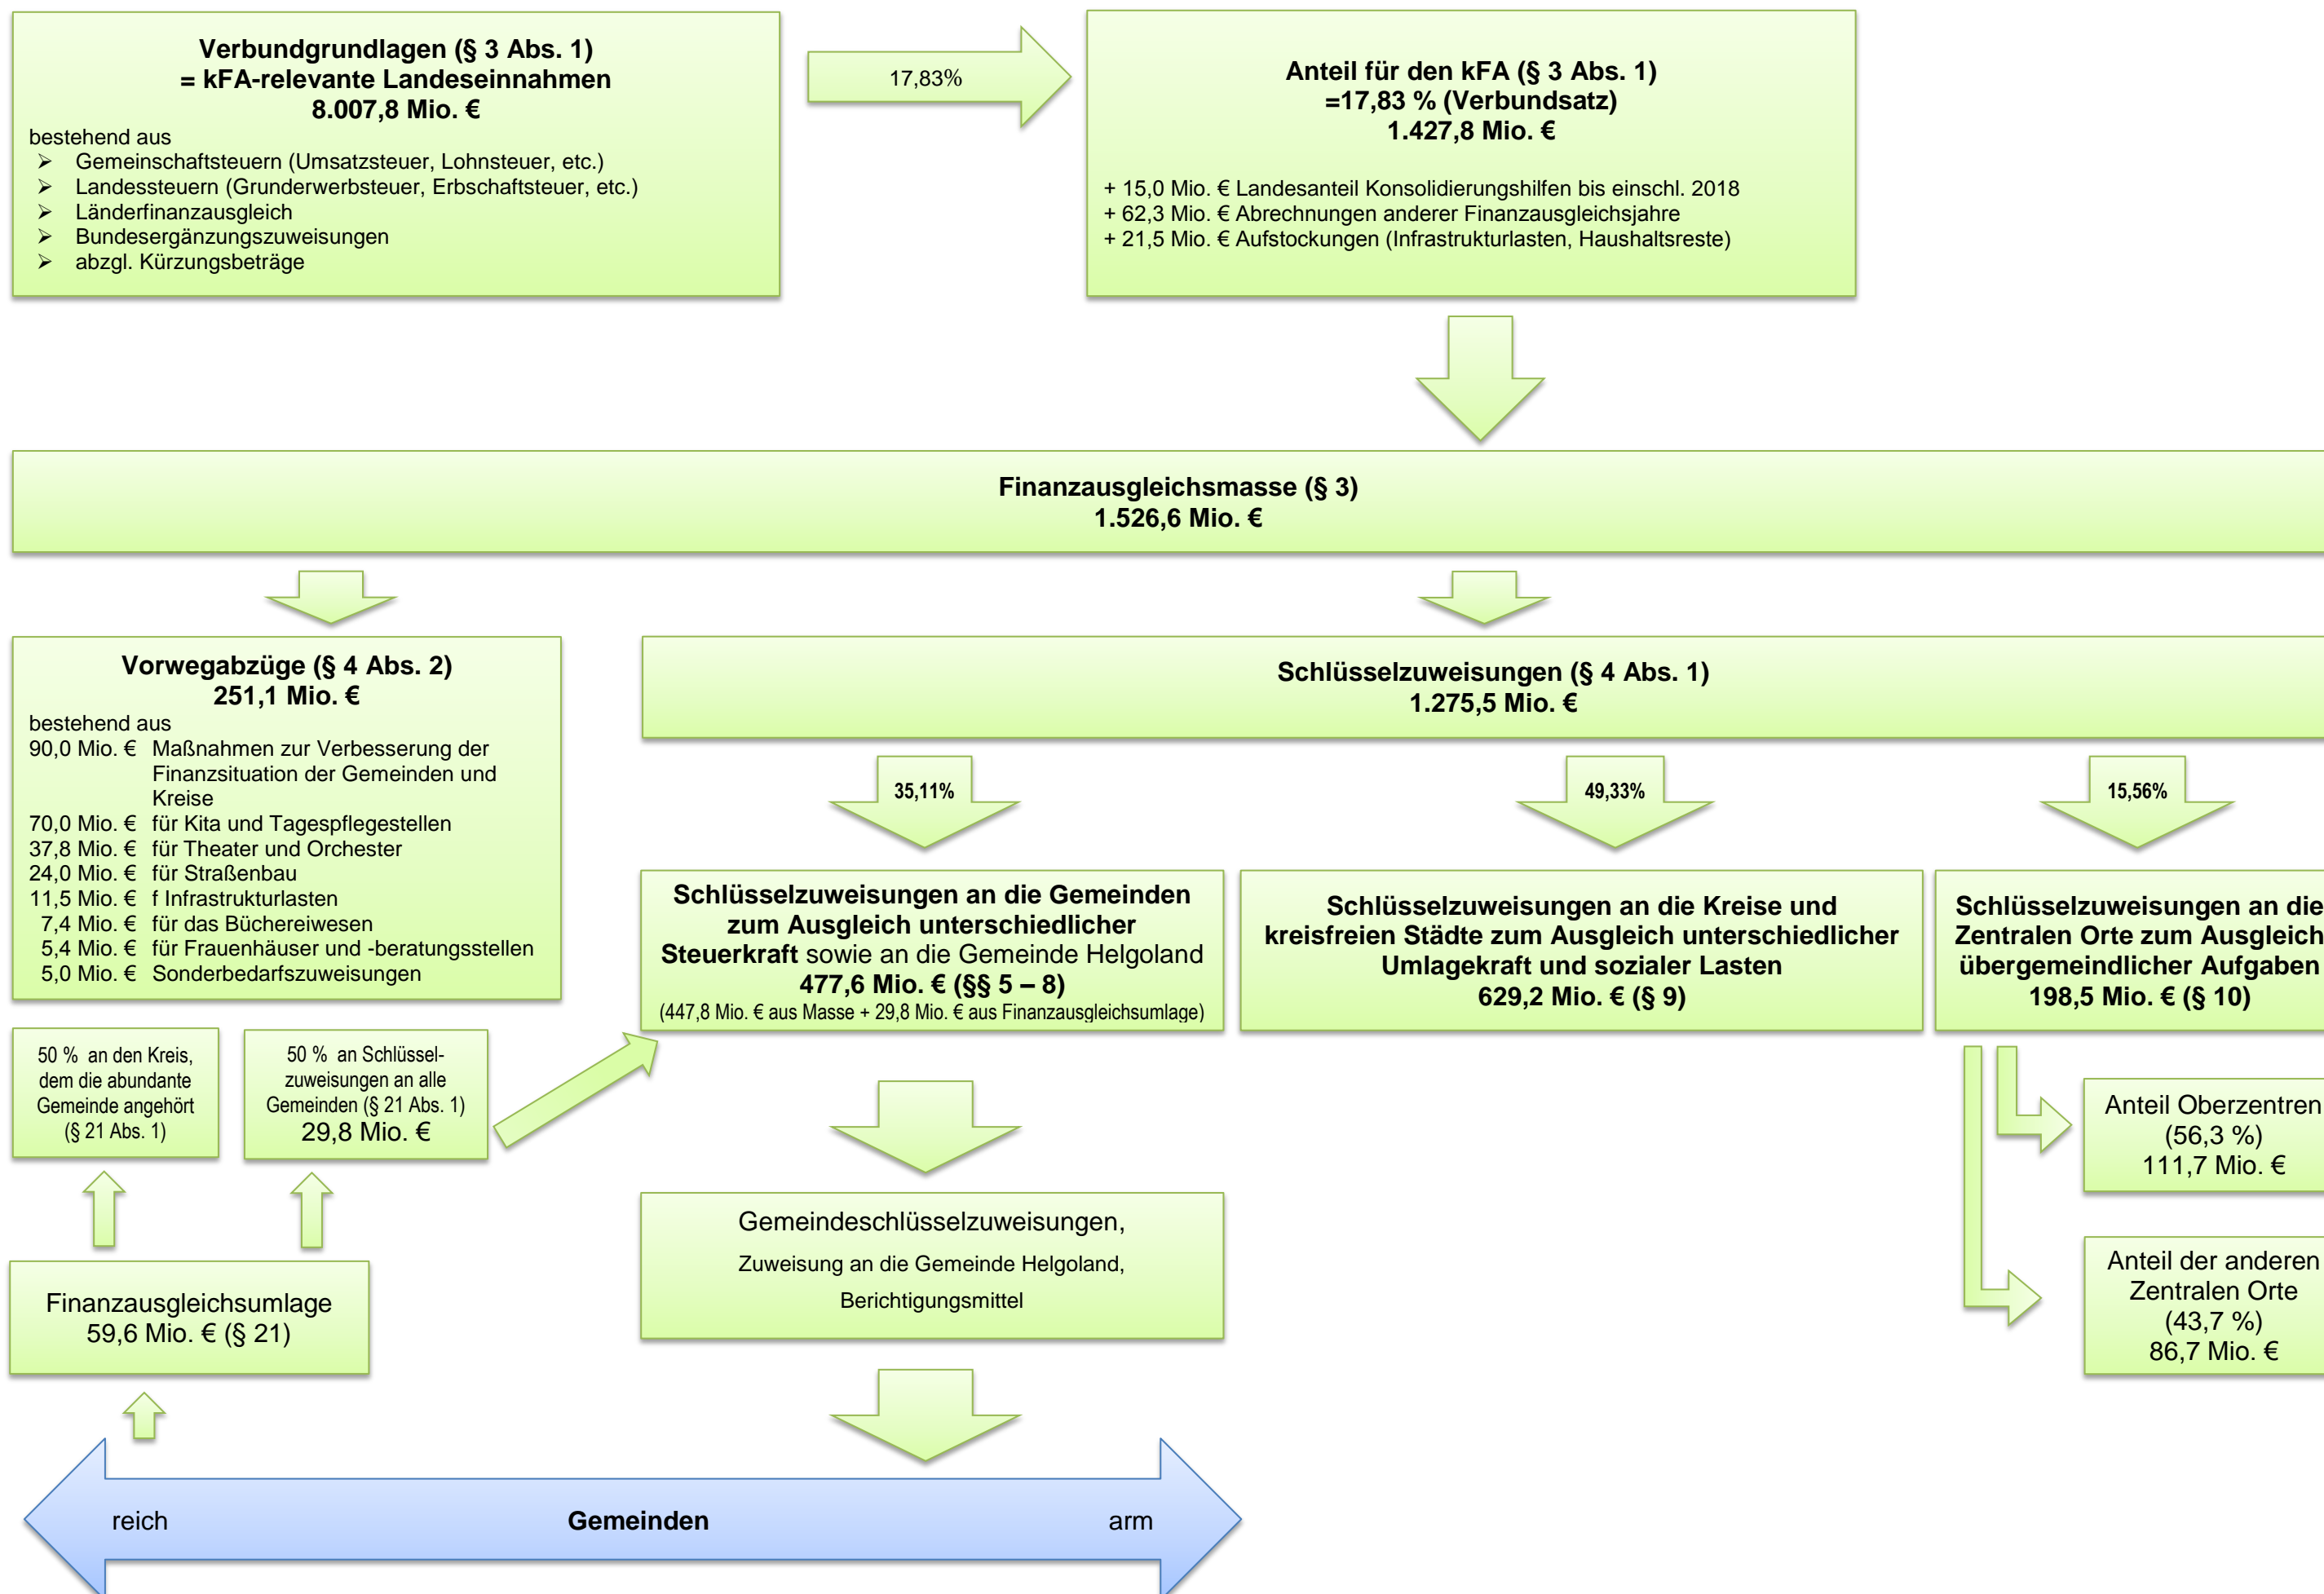 Verbundgrundlagen (§ 3 Abs. 1)
= kFA-relevante Landeseinnahmen
8.007,8 Mio. €
bestehend aus
➢ Gemeinschaftsteuern (Umsatzsteuer, Lohnsteuer, etc.)
➢ Landessteuern (Grunderwerbsteuer, Erbschaftsteuer, etc.)
➢ Länderfinanzausgleich
➢ Bundesergänzungszuweisungen
➢ abzgl. Kürzungsbeträge
17,83%
Anteil für den kFA (§ 3 Abs. 1)
=17,83 % (Verbundsatz)
1.427,8 Mio. €
+ 15,0 Mio. € Landesanteil Konsolidierungshilfen bis einschl. 2018
+ 62,3 Mio. € Abrechnungen anderer Finanzausgleichsjahre
+ 21,5 Mio. € Aufstockungen (Infrastrukturlasten, Haushaltsreste)
Finanzausgleichsmasse (§ 3)
1.526,6 Mio. €
Vorwegabzüge (§ 4 Abs. 2)
251,1 Mio. €
bestehend aus
90,0 Mio. € Maßnahmen zur Verbesserung der
Finanzsituation der Gemeinden und
Kreise
70,0 Mio. € für Kita und Tagespflegestellen
37,8 Mio. € für Theater und Orchester
24,0 Mio. € für Straßenbau
11,5 Mio. € f Infrastrukturlasten
7,4 Mio. € für das Büchereiwesen
5,4 Mio. € für Frauenhäuser und -beratungsstellen
5,0 Mio. € Sonderbedarfszuweisungen
Schlüsselzuweisungen (§ 4 Abs. 1)
1.275,5 Mio. €
35,11%
49,33%
15,56%
Schlüsselzuweisungen an die Gemeinden
zum Ausgleich unterschiedlicher
Steuerkraft sowie an die Gemeinde Helgoland
477,6 Mio. € (§§ 5 – 8)
(447,8 Mio. € aus Masse + 29,8 Mio. € aus Finanzausgleichsumlage)
Schlüsselzuweisungen an die Kreise und
kreisfreien Städte zum Ausgleich unterschiedlicher
Umlagekraft und sozialer Lasten
629,2 Mio. € (§ 9)
Schlüsselzuweisungen an die
Zentralen Orte zum Ausgleich
übergemeindlicher Aufgaben
198,5 Mio. € (§ 10)
50 % an den Kreis,
dem die abundante
Gemeinde angehört
(§ 21 Abs. 1)
50 % an Schlüssel-
zuweisungen an alle
Gemeinden (§ 21 Abs. 1)
29,8 Mio. €
Anteil Oberzentren
(56,3 %)
111,7 Mio. €
Gemeindeschlüsselzuweisungen,
Zuweisung an die Gemeinde Helgoland,
Berichtigungsmittel
Finanzausgleichsumlage
59,6 Mio. € (§ 21)
Anteil der anderen
Zentralen Orte
(43,7 %)
86,7 Mio. €
reich Gemeinden arm